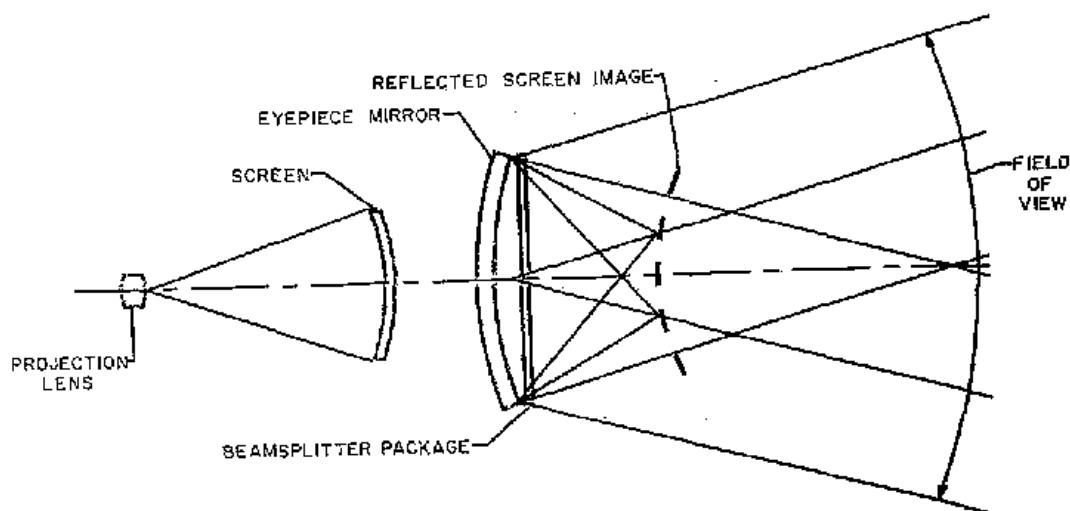 REFLECTED SCREEN IMAGE
EYEPIECE MIRROR
SCREEN
FIELD
OF
VIEW
PROJECTION
LENS
BEAMSPLITTER PACKAGE